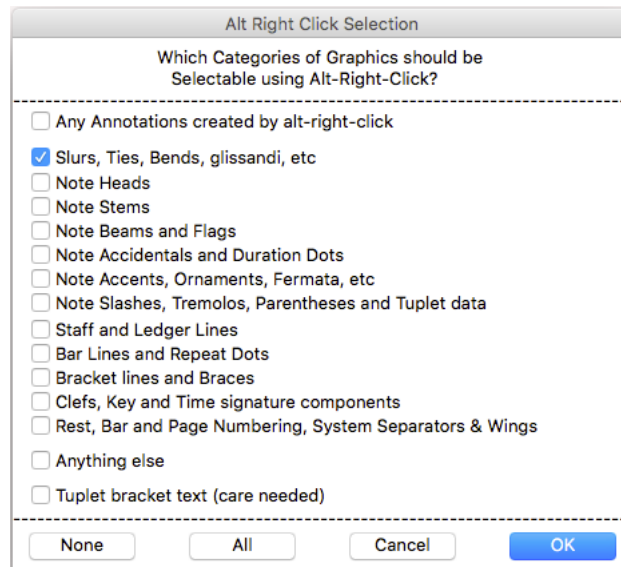 Alt Right Click Selection
Which Categories of Graphics should be
Selectable using Alt-Right-Click?
Any Annotations created by alt-right-click
Slurs, Ties, Bends, glissandi, etc
Note Heads
Note Stems
Note Beams and Flags
Note Accidentals and Duration Dots
Note Accents, Ornaments, Fermata, etc
Note Slashes, Tremolos, Parentheses and Tuplet data
Staff and Ledger Lines
Bar Lines and Repeat Dots
Bracket lines and Braces
Clefs, Key and Time signature components
Rest, Bar and Page Numbering, System Separators & Wings
Anything else
Tuplet bracket text (care needed)
None All Cancel OK